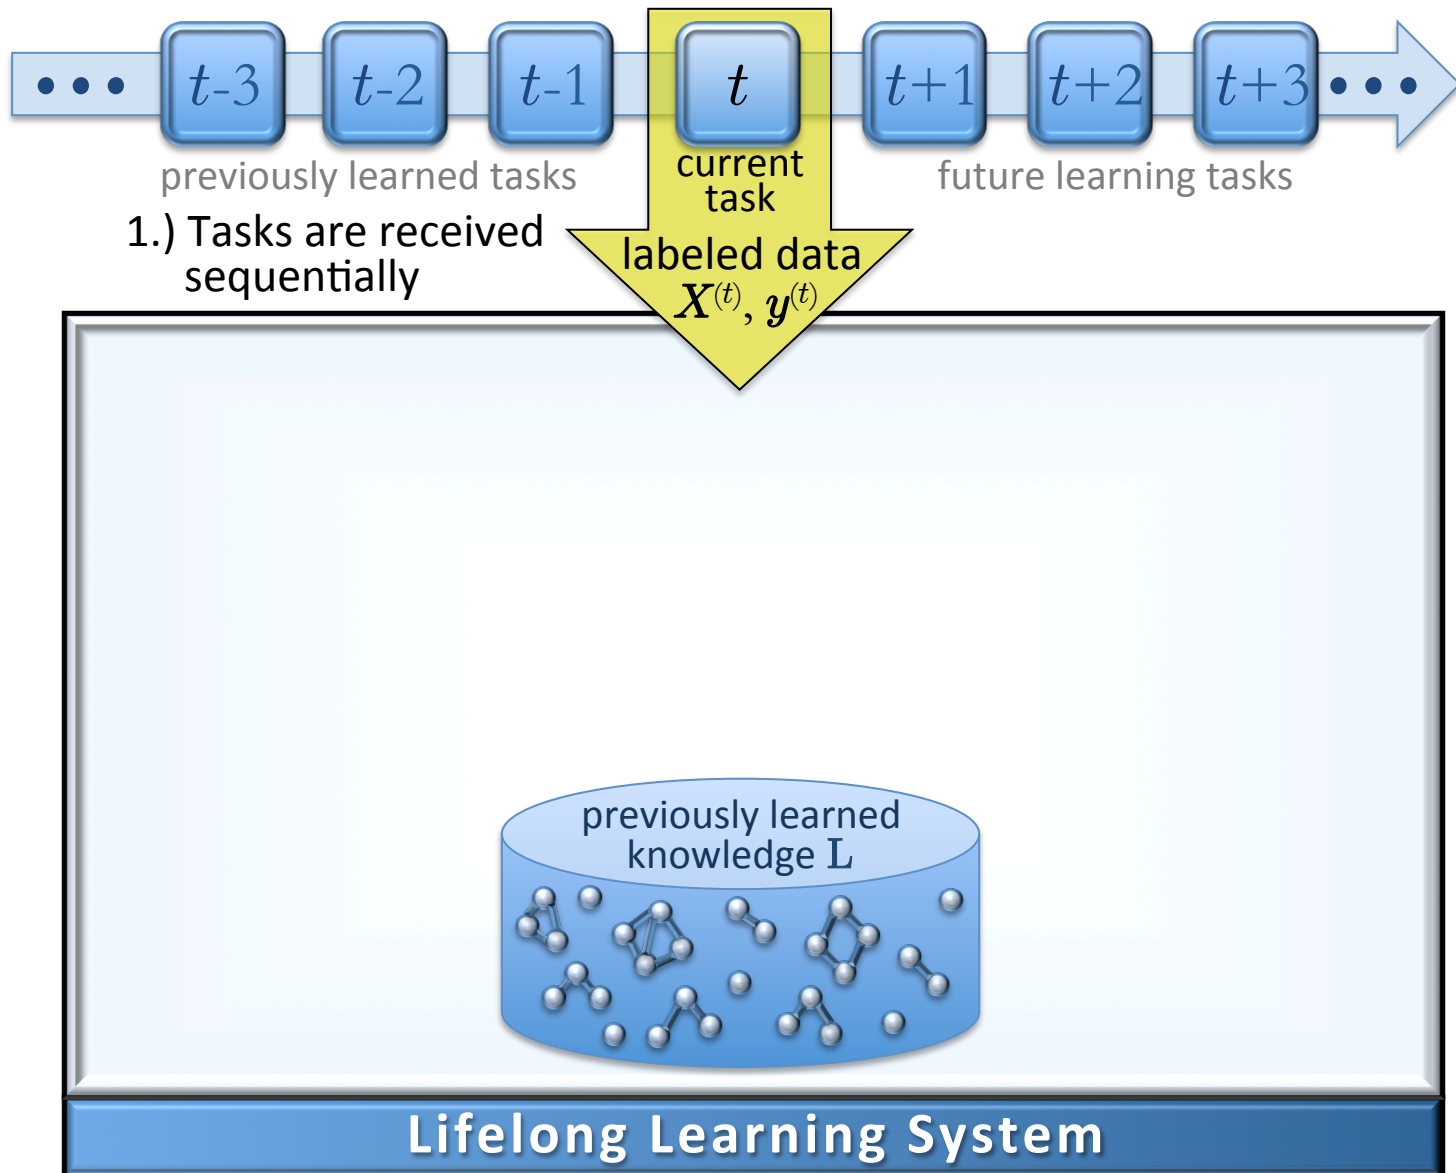 ••• t-3 t-2 t-1 t t+1 t+2 t+3 •••
previously learned tasks
current
task
future learning tasks
1.) Tasks are received
sequentially
labeled data
X^(t), y^(t)
previously learned
knowledge L
Lifelong Learning System